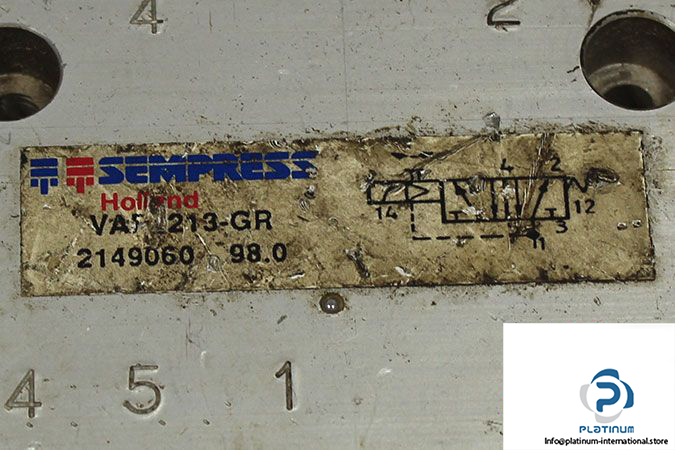 4 2
SEMPRESS
Holland
213-GR
2149060 98.0
4 2
14 12
3
1
4 5 1
PLATINUM
Info@platinum-international.store